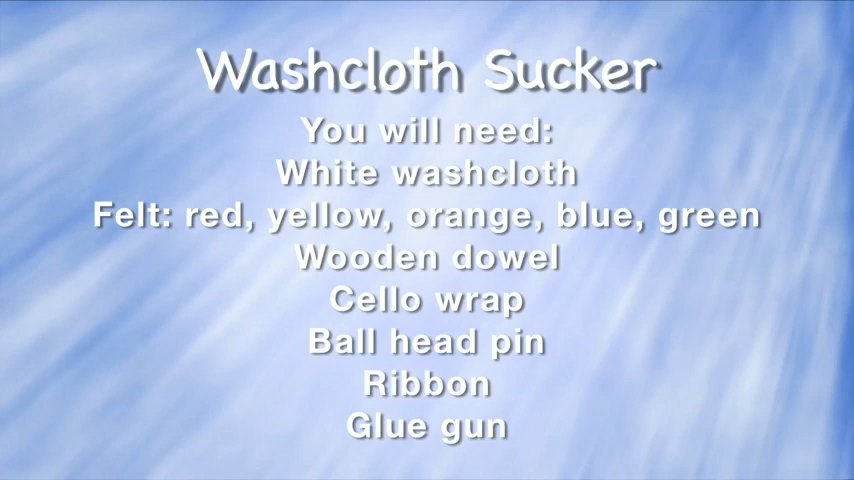 Washcloth Sucker
You will need:
White washcloth
Felt: red, yellow, orange, blue, green
Wooden dowel
Cello wrap
Ball head pin
Ribbon
Glue gun